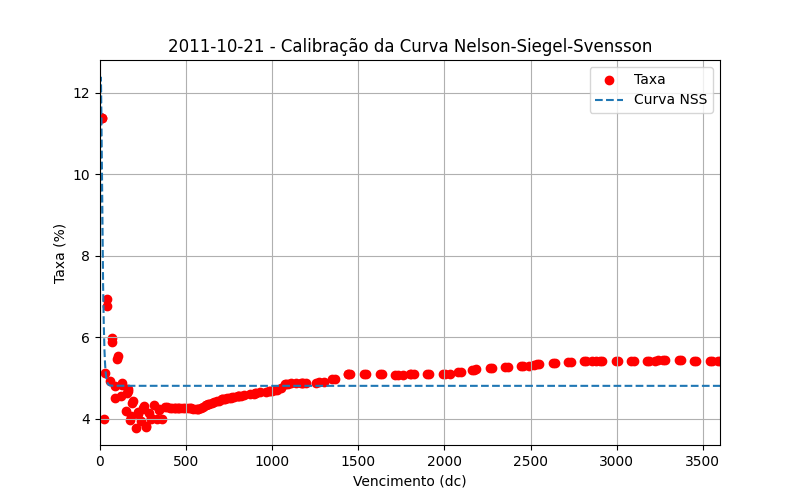 2011-10-21 - Calibração da Curva Nelson-Siegel-Svensson
Taxa
Curva NSS
Taxa (%)
12
10
8
6
4
0 500 1000 1500 2000 2500 3000 3500
Vencimento (dc)